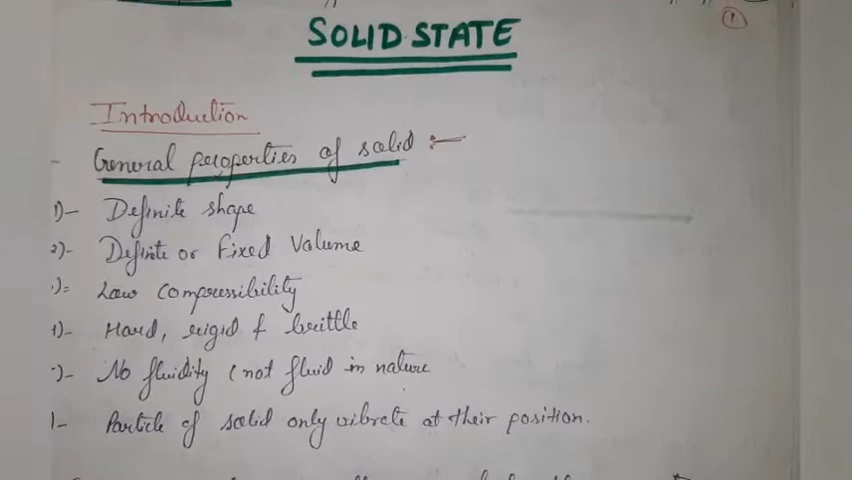 ①
SOLID STATE
Introduction
General properties of solid :-
1)- Definite shape
2)- Definite or Fixed Volume
)= Low compressibility
)- Hard, rigid & brittle
)- No fluidity (not fluid in nature
)- Particle of solid only vibrate at their position.